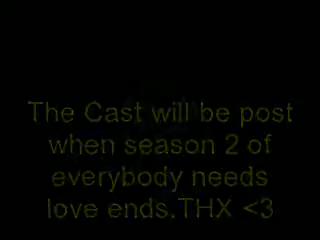 The Cast will be post
when season 2 of
everybody needs
love ends.THX <3